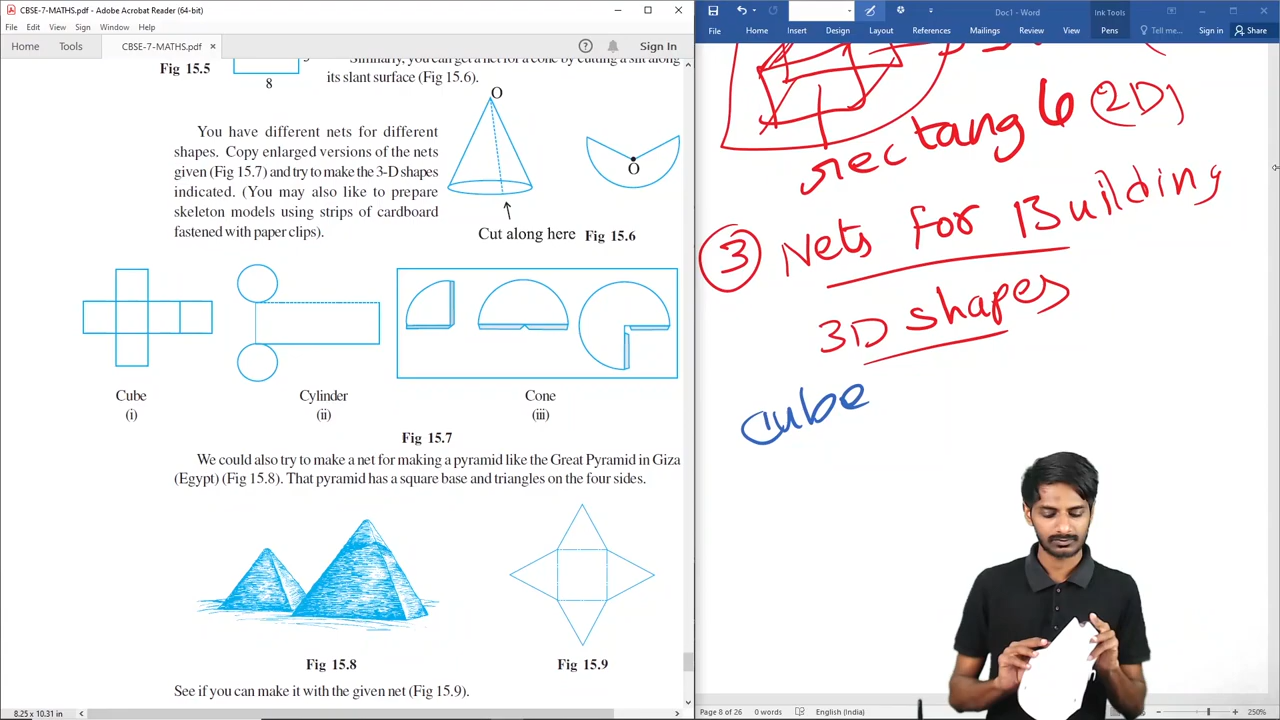 CBSE-7-MATHS.pdf - Adobe Acrobat Reader (64-bit)
File Edit View Sign Window Help
Home Tools CBSE-7-MATHS.pdf × Sign In
Fig 15.5
8
Similarly, you can get a net for a cone by cutting a slit along
its slant surface (Fig 15.6).
You have different nets for different
shapes. Copy enlarged versions of the nets
given (Fig 15.7) and try to make the 3-D shapes
indicated. (You may also like to prepare
skeleton models using strips of cardboard
fastened with paper clips).
O
O
Cut along here Fig 15.6
Cube
(i)
Cylinder
(ii)
Cone
(iii)
Fig 15.7
We could also try to make a net for making a pyramid like the Great Pyramid in Giza
(Egypt) (Fig 15.8). That pyramid has a square base and triangles on the four sides.
Fig 15.8
Fig 15.9
See if you can make it with the given net (Fig 15.9).
8.25 x 10.31 in
Doc1 - Word
Ink Tools
File Home Insert Design Layout References Mailings Review View Pens Tell me... Sign in Share
rectang6 (2D)
3 Nets for Building
3D shapes
cube
Page 8 of 26 0 words English (India) 250%